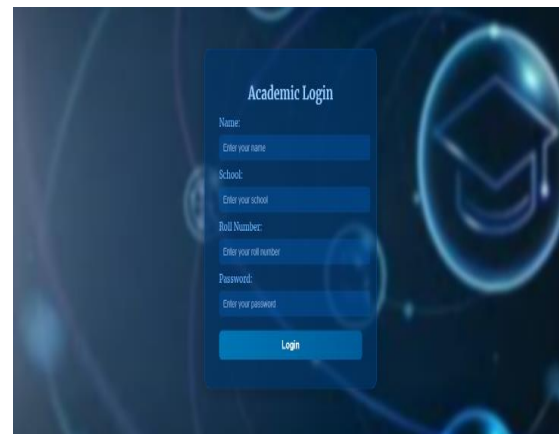 Academic Login
Name:
Enter your name
School:
Enter your school
Roll Number:
Enter your roll number
Password:
Enter your password
Login